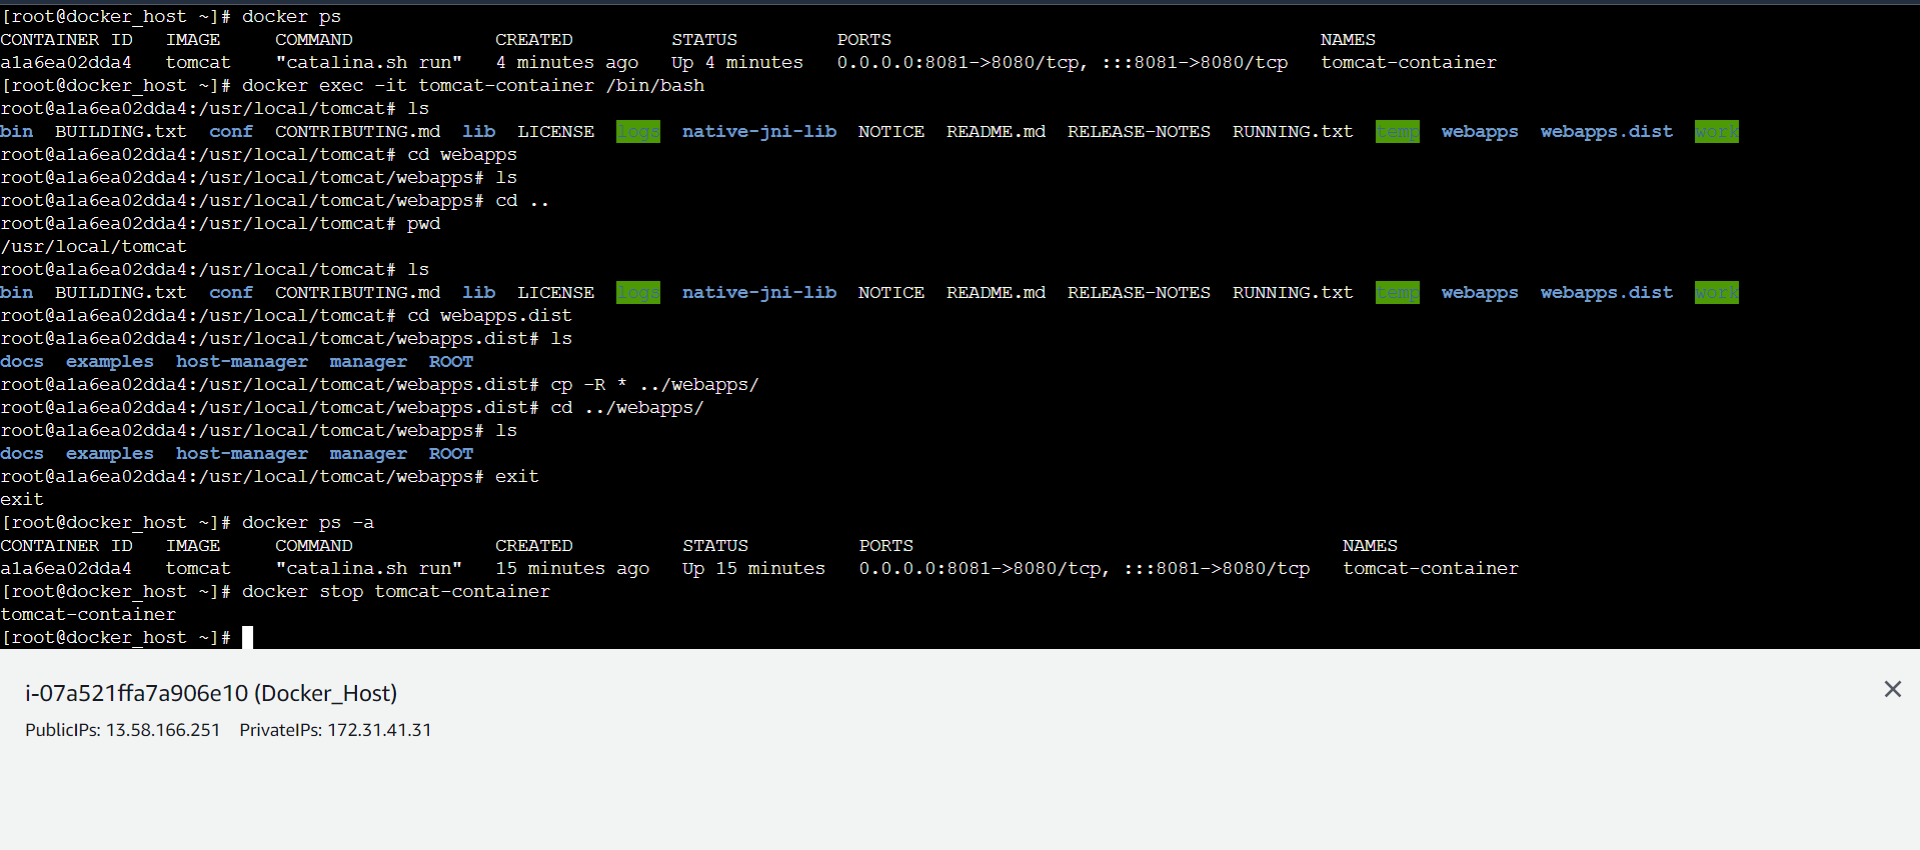 [root@docker_host ~]# docker ps
CONTAINER ID   IMAGE     COMMAND             CREATED         STATUS         PORTS                                       NAMES
a1a6ea02dda4   tomcat    "catalina.sh run"   4 minutes ago   Up 4 minutes   0.0.0.0:8081->8080/tcp, :::8081->8080/tcp   tomcat-container
[root@docker_host ~]# docker exec -it tomcat-container /bin/bash
root@a1a6ea02dda4:/usr/local/tomcat# ls
bin  BUILDING.txt  conf  CONTRIBUTING.md  lib  LICENSE  logs  native-jni-lib  NOTICE  README.md  RELEASE-NOTES  RUNNING.txt  temp  webapps  webapps.dist  work
root@a1a6ea02dda4:/usr/local/tomcat# cd webapps
root@a1a6ea02dda4:/usr/local/tomcat/webapps# ls
root@a1a6ea02dda4:/usr/local/tomcat/webapps# cd ..
root@a1a6ea02dda4:/usr/local/tomcat# pwd
/usr/local/tomcat
root@a1a6ea02dda4:/usr/local/tomcat# ls
bin  BUILDING.txt  conf  CONTRIBUTING.md  lib  LICENSE  logs  native-jni-lib  NOTICE  README.md  RELEASE-NOTES  RUNNING.txt  temp  webapps  webapps.dist  work
root@a1a6ea02dda4:/usr/local/tomcat# cd webapps.dist
root@a1a6ea02dda4:/usr/local/tomcat/webapps.dist# ls
docs  examples  host-manager  manager  ROOT
root@a1a6ea02dda4:/usr/local/tomcat/webapps.dist# cp -R * ../webapps/
root@a1a6ea02dda4:/usr/local/tomcat/webapps.dist# cd ../webapps/
root@a1a6ea02dda4:/usr/local/tomcat/webapps# ls
docs  examples  host-manager  manager  ROOT
root@a1a6ea02dda4:/usr/local/tomcat/webapps# exit
exit
[root@docker_host ~]# docker ps -a
CONTAINER ID   IMAGE     COMMAND             CREATED          STATUS          PORTS                                       NAMES
a1a6ea02dda4   tomcat    "catalina.sh run"   15 minutes ago   Up 15 minutes   0.0.0.0:8081->8080/tcp, :::8081->8080/tcp   tomcat-container
[root@docker_host ~]# docker stop tomcat-container
tomcat-container
[root@docker_host ~]#
i-07a521ffa7a906e10 (Docker_Host)
PublicIPs: 13.58.166.251   PrivateIPs: 172.31.41.31